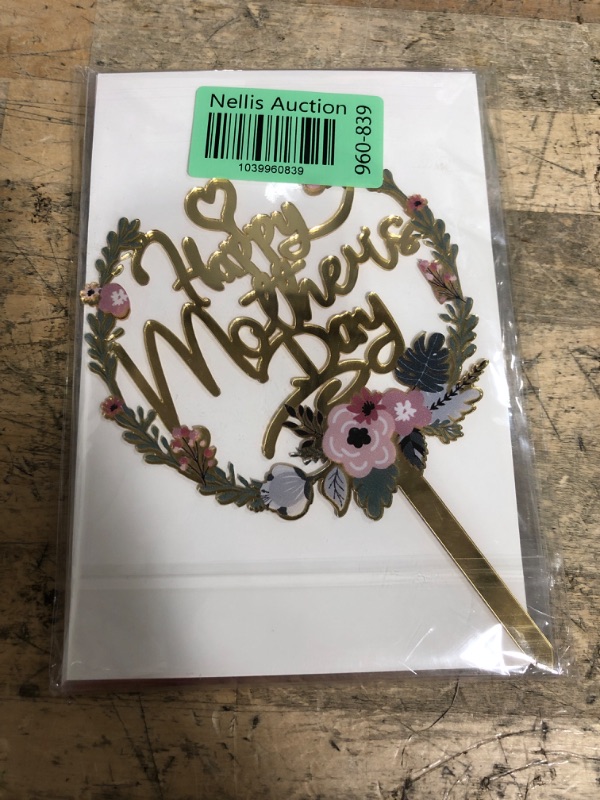 Nellis Auction
1039960839
960-839
Happy
Mother's
Day